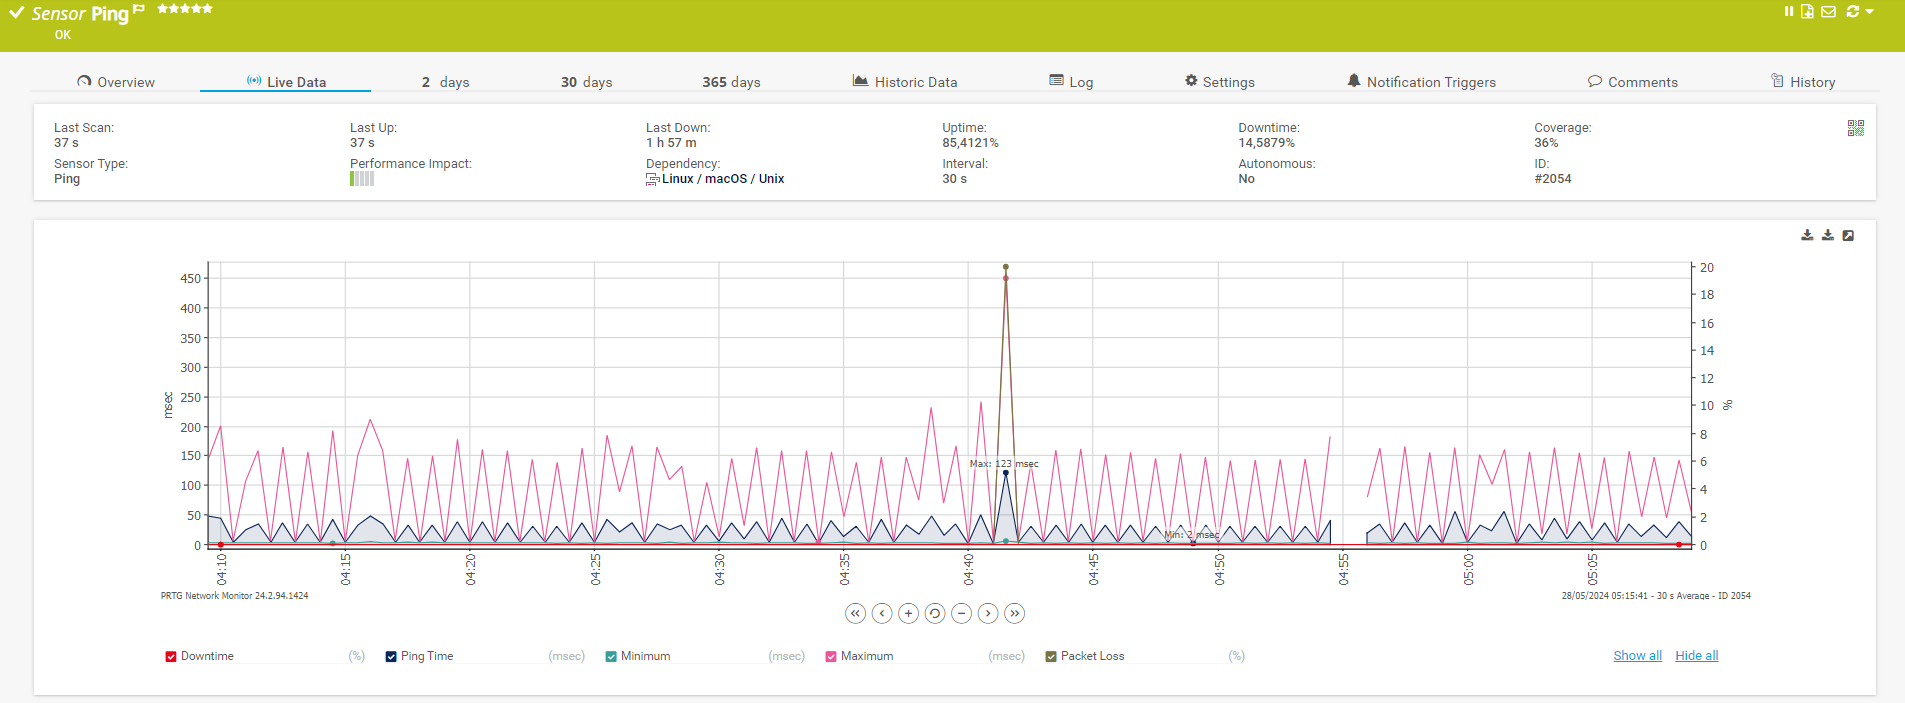 Sensor Ping
OK
Overview
Live Data
2 days
30 days
365 days
Historic Data
Log
Settings
Notification Triggers
Comments
History
Last Scan:
37 s
Last Up:
37 s
Last Down:
1 h 57 m
Uptime:
85,4121%
Downtime:
14,5879%
Coverage:
36%
Sensor Type:
Ping
Performance Impact:
Dependency:
Linux / macOS / Unix
Interval:
30 s
Autonomous:
No
ID:
#2054
450
400
350
300
250
200
150
100
50
0
msec
20
18
16
14
12
10
8
6
4
2
0
%
Max: 123 msec
Min: 2 msec
04:10
04:15
04:20
04:25
04:30
04:35
04:40
04:45
04:50
04:55
05:00
05:05
PRTG Network Monitor 24.2.94.1424
28/05/2024 05:15:41 - 30 s Average - ID 2054
Downtime (%)
Ping Time (msec)
Minimum (msec)
Maximum (msec)
Packet Loss (%)
Show all
Hide all